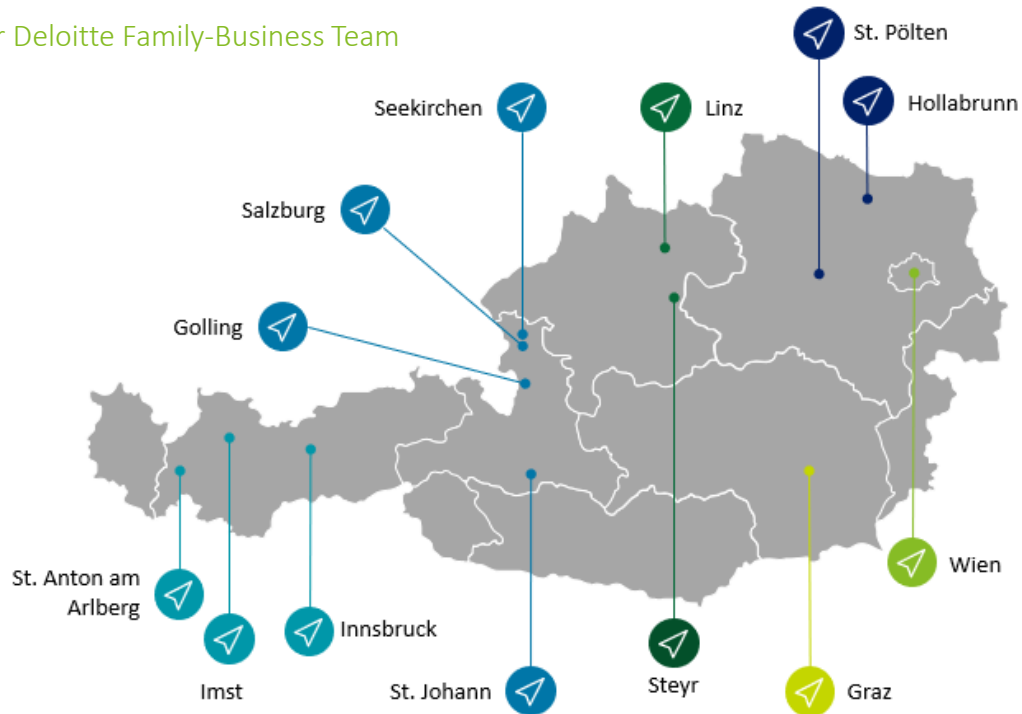 r Deloitte Family-Business Team
St. Pölten
Seekirchen
Linz
Hollabrunn
Salzburg
Golling
St. Anton am
Arlberg
Innsbruck
Wien
Imst
St. Johann
Steyr
Graz